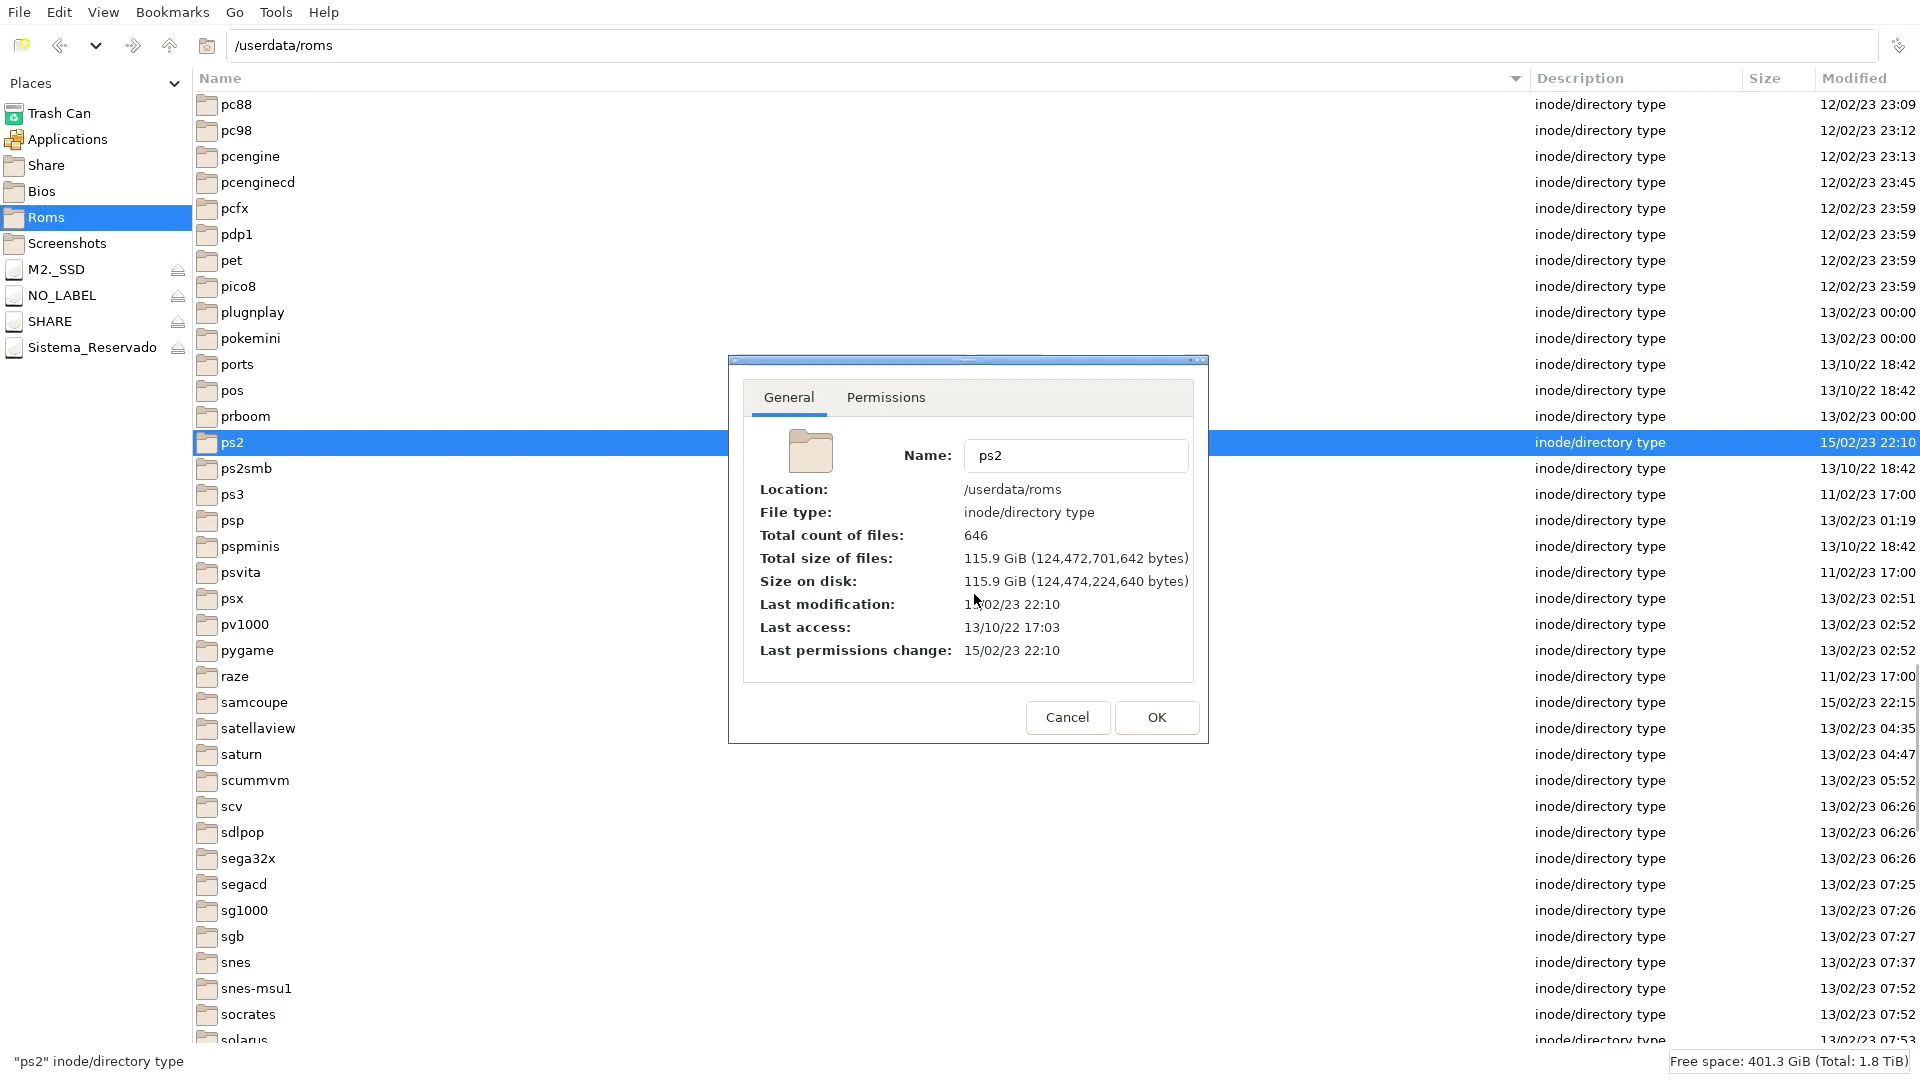 File Edit View Bookmarks Go Tools Help
/userdata/roms
Places
Trash Can
Applications
Share
Bios
Roms
Screenshots
M2._SSD
NO_LABEL
SHARE
Sistema_Reservado
Name Description Size Modified
pc88 inode/directory type 12/02/23 23:09
pc98 inode/directory type 12/02/23 23:12
pcengine inode/directory type 12/02/23 23:13
pcenginecd inode/directory type 12/02/23 23:45
pcfx inode/directory type 12/02/23 23:59
pdp1 inode/directory type 12/02/23 23:59
pet inode/directory type 12/02/23 23:59
pico8 inode/directory type 12/02/23 23:59
plugnplay inode/directory type 13/02/23 00:00
pokemini inode/directory type 13/02/23 00:00
ports inode/directory type 13/10/22 18:42
pos inode/directory type 13/10/22 18:42
prboom inode/directory type 13/02/23 00:00
ps2 inode/directory type 15/02/23 22:10
ps2smb inode/directory type 13/10/22 18:42
ps3 inode/directory type 11/02/23 17:00
psp inode/directory type 13/02/23 01:19
pspminis inode/directory type 13/10/22 18:42
psvita inode/directory type 11/02/23 17:00
psx inode/directory type 13/02/23 02:51
pv1000 inode/directory type 13/02/23 02:52
pygame inode/directory type 13/02/23 02:52
raze inode/directory type 11/02/23 17:00
samcoupe inode/directory type 15/02/23 22:15
satellaview inode/directory type 13/02/23 04:35
saturn inode/directory type 13/02/23 04:47
scummvm inode/directory type 13/02/23 05:52
scv inode/directory type 13/02/23 06:26
sdlpop inode/directory type 13/02/23 06:26
sega32x inode/directory type 13/02/23 06:26
segacd inode/directory type 13/02/23 07:25
sg1000 inode/directory type 13/02/23 07:26
sgb inode/directory type 13/02/23 07:27
snes inode/directory type 13/02/23 07:37
snes-msu1 inode/directory type 13/02/23 07:52
socrates inode/directory type 13/02/23 07:52
solarus inode/directory type 13/02/23 07:53
General Permissions
Name: ps2
Location: /userdata/roms
File type: inode/directory type
Total count of files: 646
Total size of files: 115.9 GiB (124,472,701,642 bytes)
Size on disk: 115.9 GiB (124,474,224,640 bytes)
Last modification: 15/02/23 22:10
Last access: 13/10/22 17:03
Last permissions change: 15/02/23 22:10
Cancel OK
"ps2" inode/directory type
Free space: 401.3 GiB (Total: 1.8 TiB)